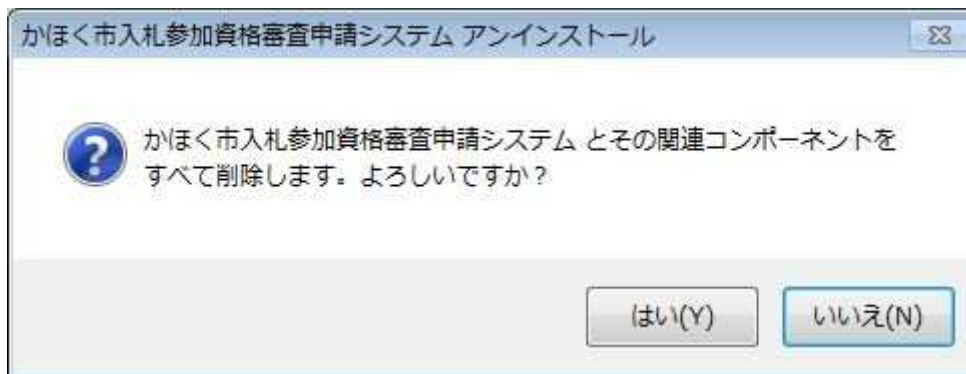 かほく市入札参加資格審査申請システム アンインストール
かほく市入札参加資格審査申請システム とその関連コンポーネントを
すべて削除します。よろしいですか？
はい(Y)
いいえ(N)